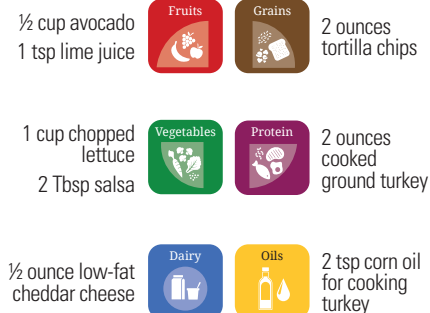 ½ cup avocado
1 tsp lime juice
Fruits
Grains
2 ounces
tortilla chips
1 cup chopped
lettuce
2 Tbsp salsa
Vegetables
Protein
2 ounces
cooked
ground turkey
½ ounce low-fat
cheddar cheese
Dairy
Oils
2 tsp corn oil
for cooking
turkey